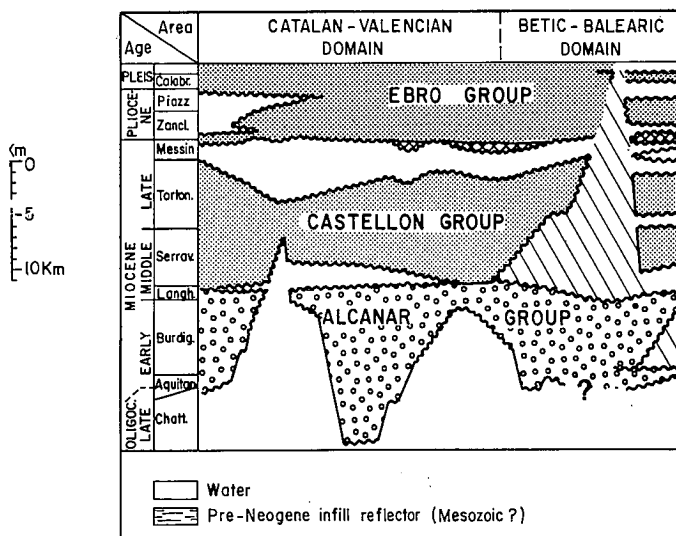 Area
Age
CATALAN-VALENCIAN DOMAIN
BETIC-BALEARIC DOMAIN
PLEIS
Calabr.
PLIOCE-
NE
Piazz
Zancl.
MIOCENE
LATE
Messin
Torton.
MIDDLE
Serrav.
Langh.
EARLY
Burdig.
Aquitan.
OLIGOC.
LATE
Chatt.
EBRO GROUP
CASTELLON GROUP
ALCANAR GROUP
?
Km
0
-5
10Km
Water
Pre-Neogene infill reflector (Mesozoic?)